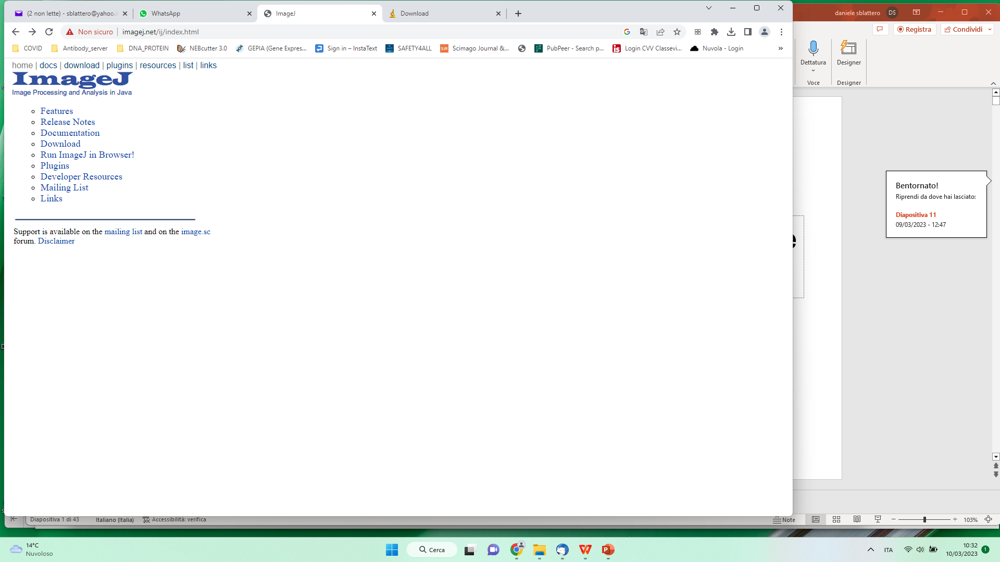 (2 non lette) - sblattero@yahoo.i
WhatsApp
ImageJ
Download
daniele sblattero
DS
Non sicuro
imagej.net/ij/index.html
Registra
Condividi
COVID
Antibody_server
DNA_PROTEIN
NEBcutter 3.0
GEPIA (Gene Expres...
Sign in – InstaText
SAFETY4ALL
SJR
Scimago Journal &...
PubPeer - Search p...
Login CVV Classevi...
Nuvola - Login
»
Dettatura
Designer
Voce
Designer
home | docs | download | plugins | resources | list | links
ImageJ
Image Processing and Analysis in Java
Features
Release Notes
Documentation
Download
Run ImageJ in Browser!
Plugins
Developer Resources
Mailing List
Links
Support is available on the mailing list and on the image.sc
forum. Disclaimer
Bentornato!
Riprendi da dove hai lasciato:
Diapositiva 11
09/03/2023 - 12:47
Diapositiva 1 di 43
Italiano (Italia)
Accessibilità: verifica
Note
103%
14°C
Nuvoloso
Cerca
ITA
10:32
10/03/2023
1